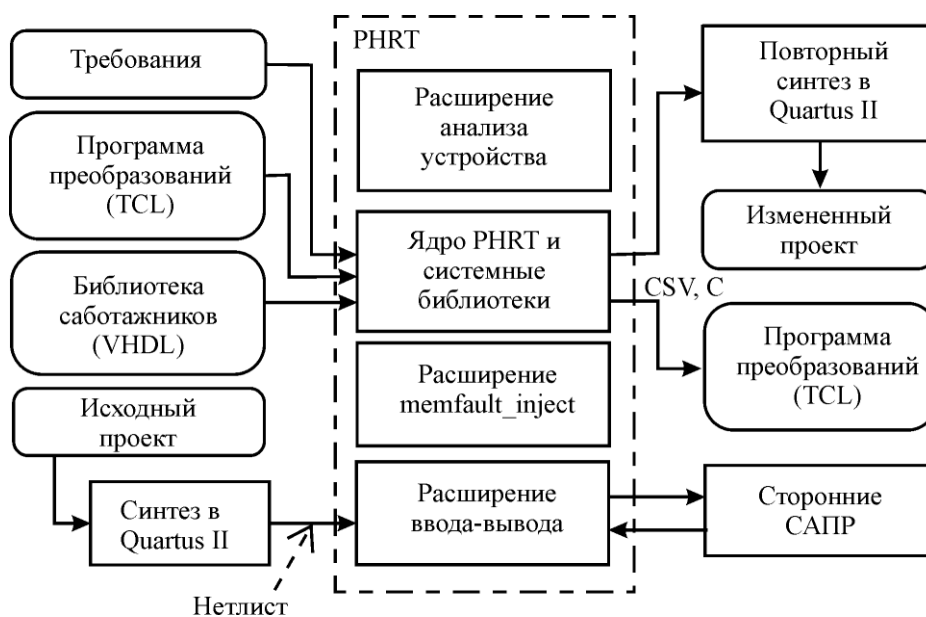 Требования
Программа
преобразований
(TCL)
Библиотека
саботажников
(VHDL)
Исходный
проект
Синтез в
Quartus II
Нетлист
PHRT
Расширение
анализа
устройства
Ядро PHRT и
системные
библиотеки
Расширение
memfault_inject
Расширение
ввода-вывода
Повторный
синтез в
Quartus II
Измененный
проект
CSV, C
Программа
преобразований
(TCL)
Сторонние
САПР